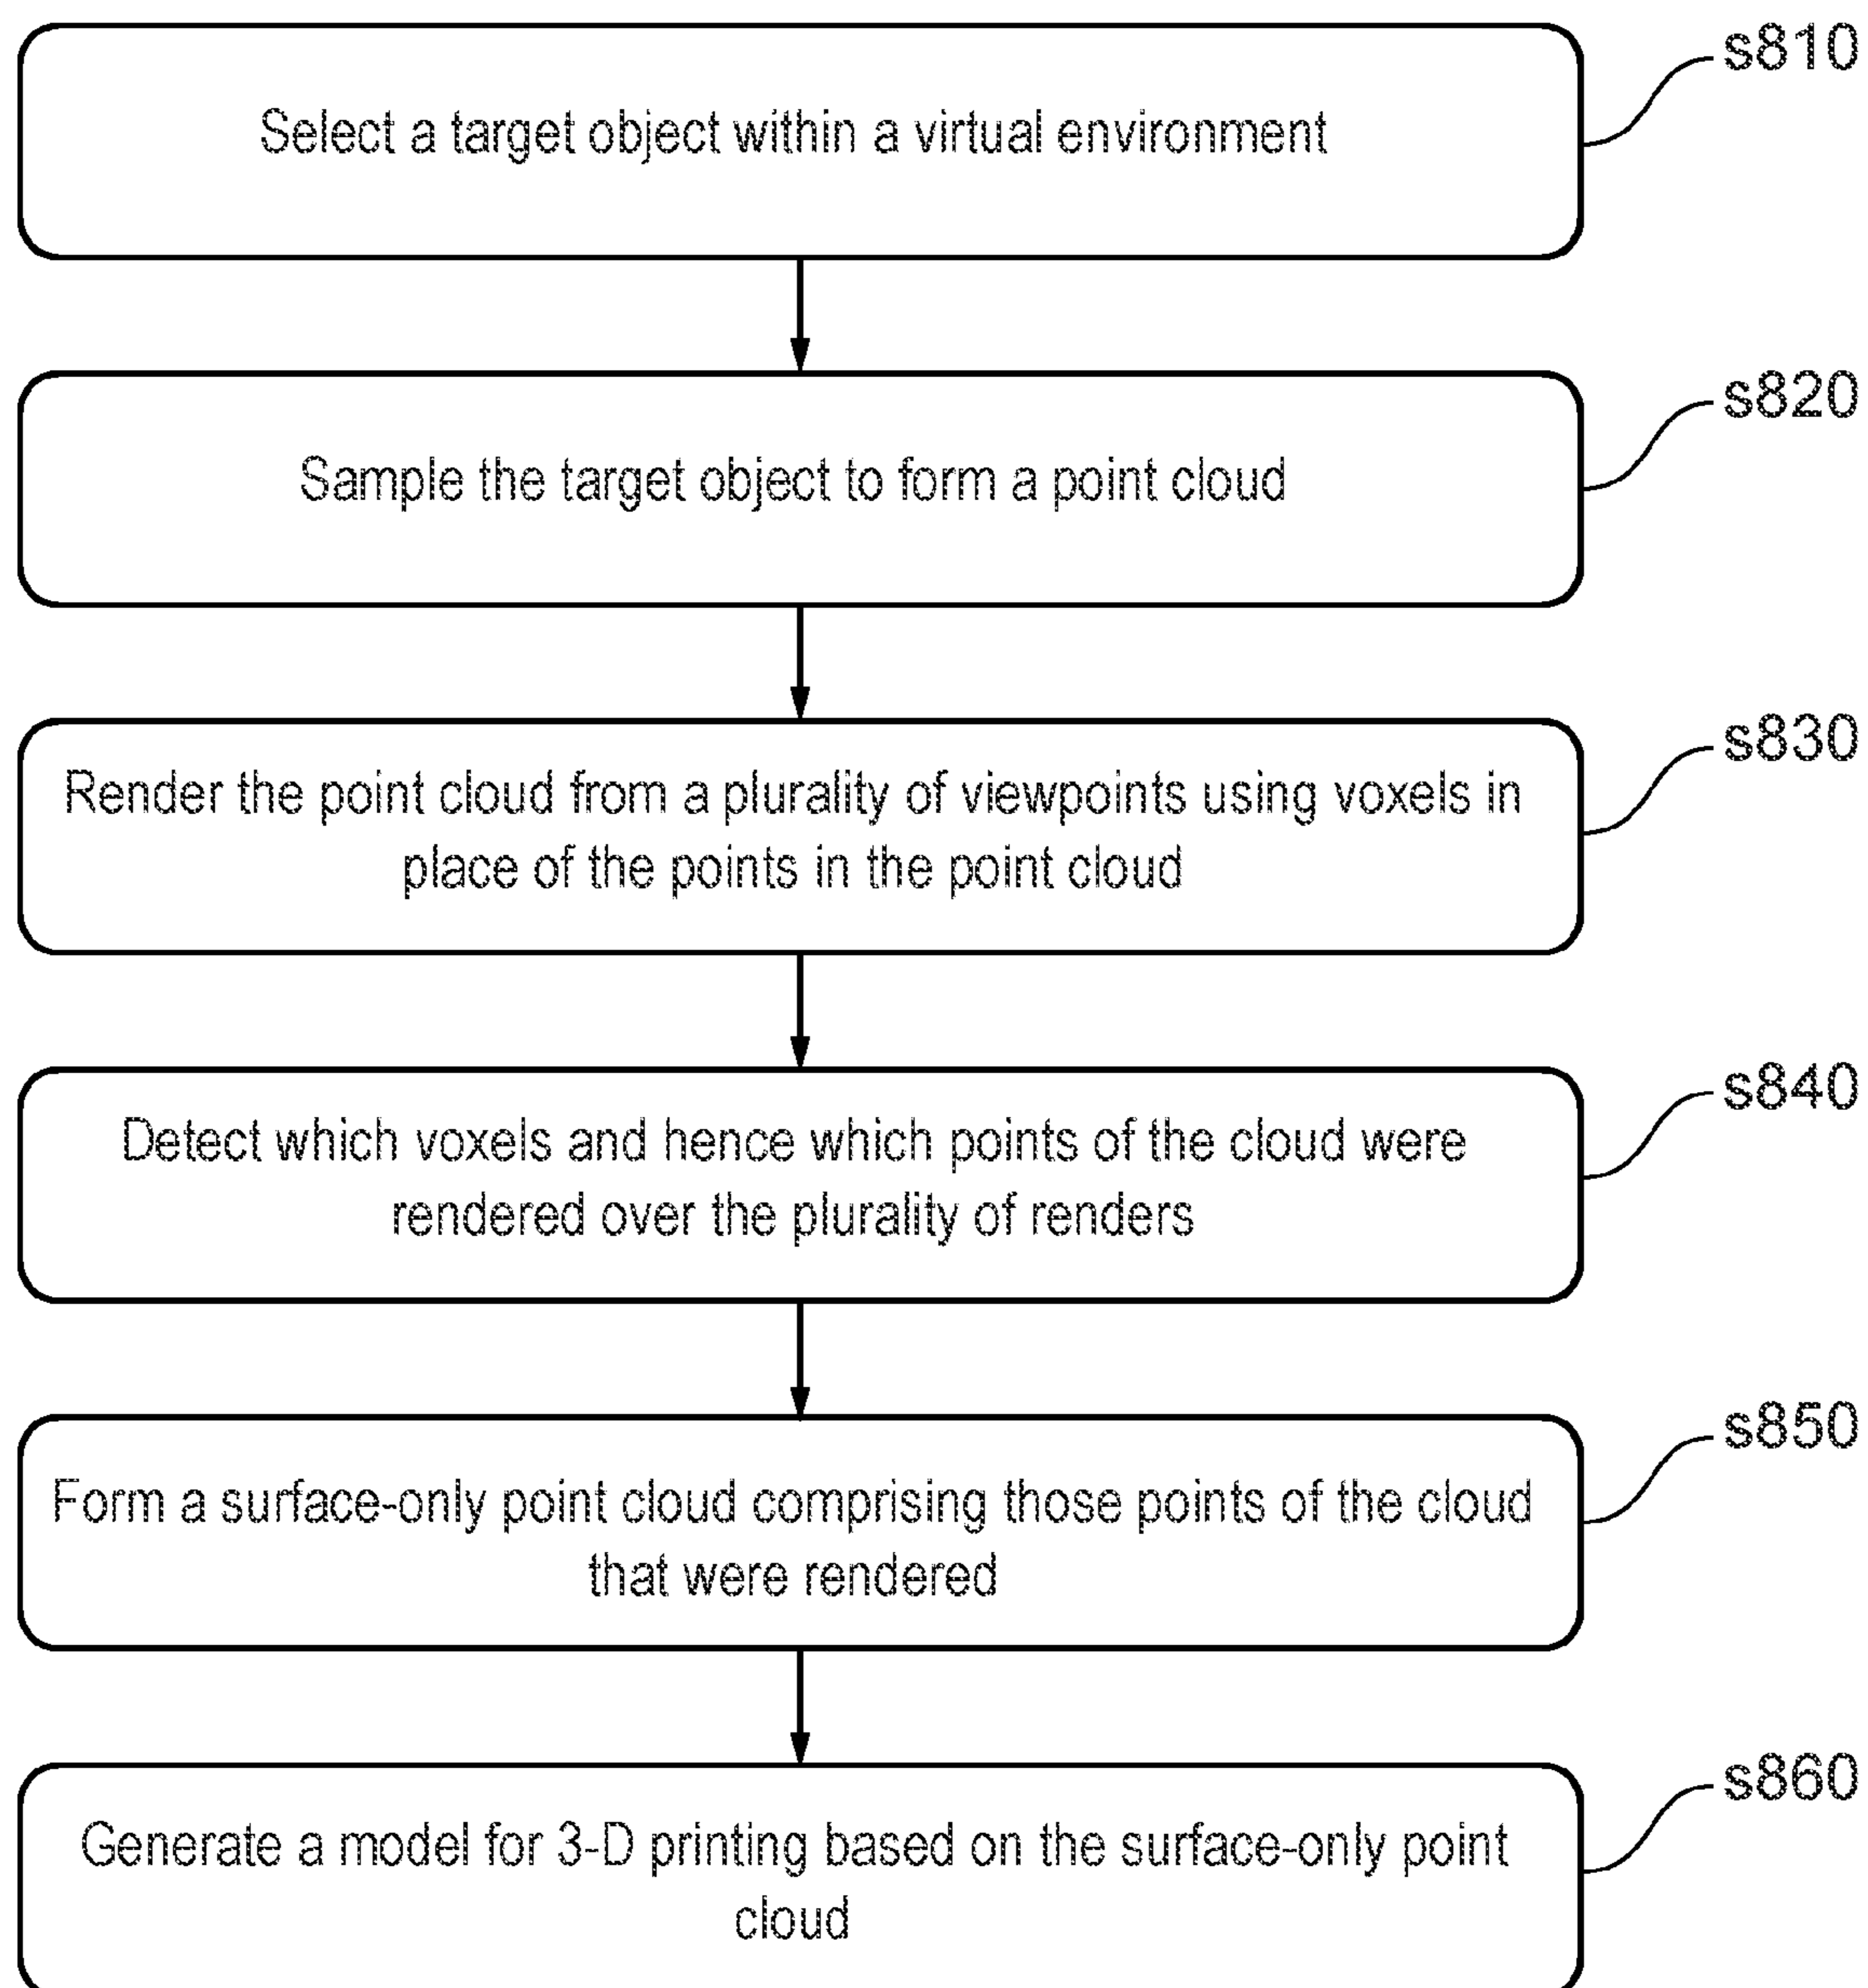 s810
Select a target object within a virtual environment
s820
Sample the target object to form a point cloud
s830
Render the point cloud from a plurality of viewpoints using voxels in
place of the points in the point cloud
s840
Detect which voxels and hence which points of the cloud were
rendered over the plurality of renders
s850
Form a surface-only point cloud comprising those points of the cloud
that were rendered
s860
Generate a model for 3-D printing based on the surface-only point
cloud